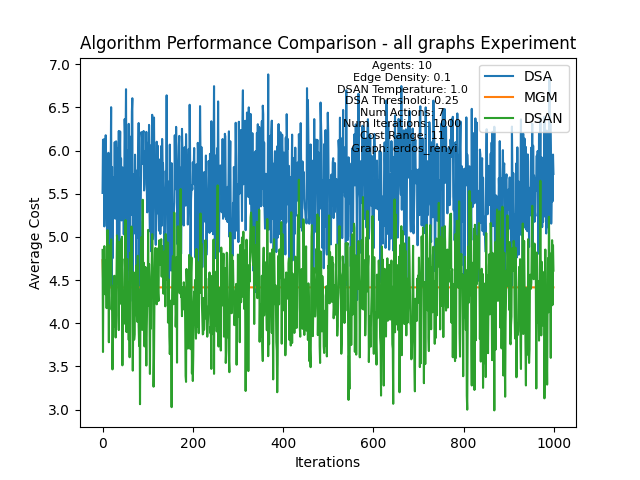 Algorithm Performance Comparison - all graphs Experiment
Agents: 10
Edge Density: 0.1
DSAN Temperature: 1.0
DSA Threshold: 0.25
Num Actions:
Num Iterations: 1000
Cost Range: 11
Graph: erdos_renyi
DSA
MGM
DSAN
Average Cost
7.0
6.5
6.0
5.5
5.0
4.5
4.0
3.5
3.0
0
200
400
600
800
1000
Iterations